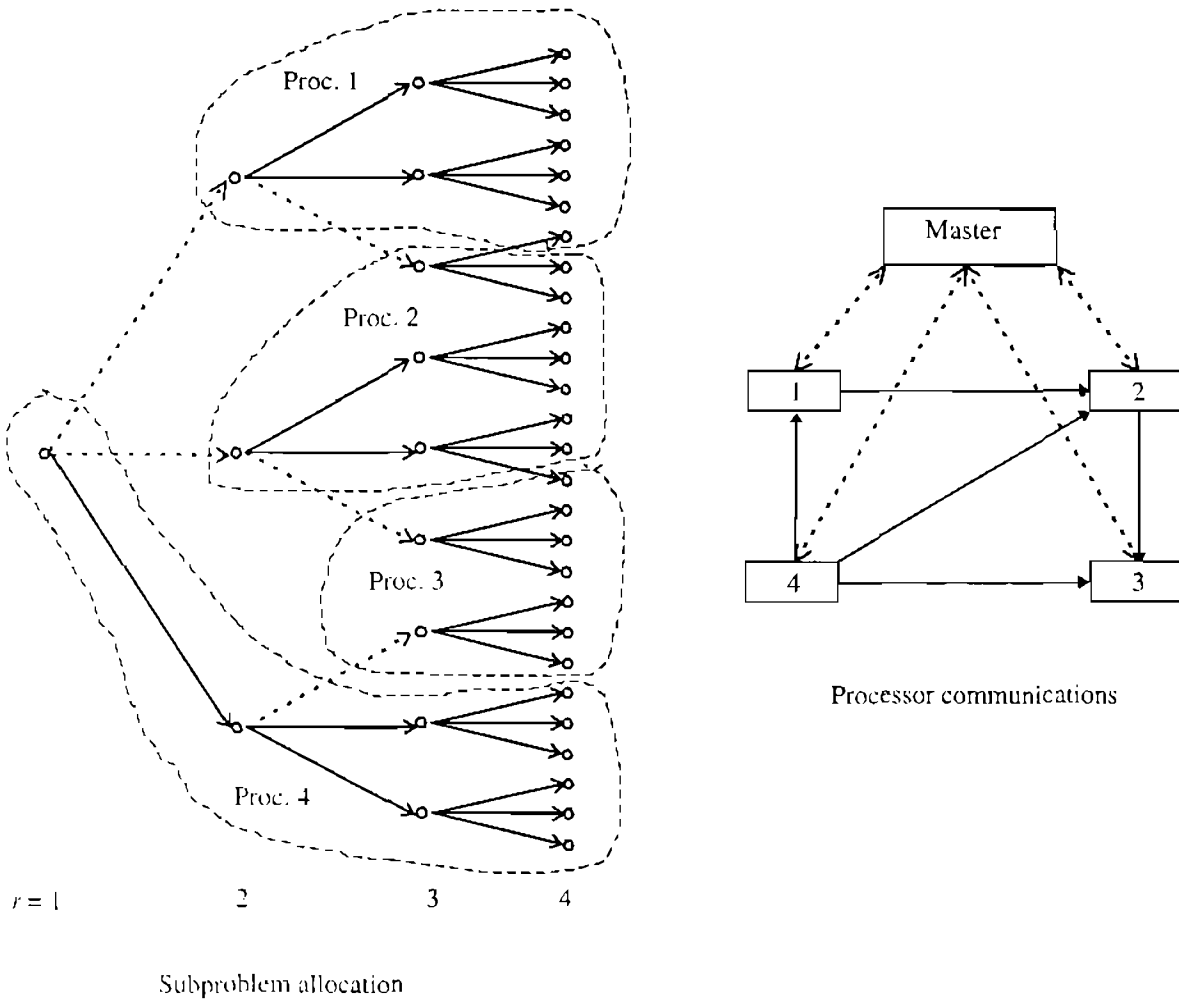 Proc. 1
Proc. 2
Proc. 3
Proc. 4
r = 1 2 3 4
Subproblem allocation
Master
1 2
4 3
Processor communications